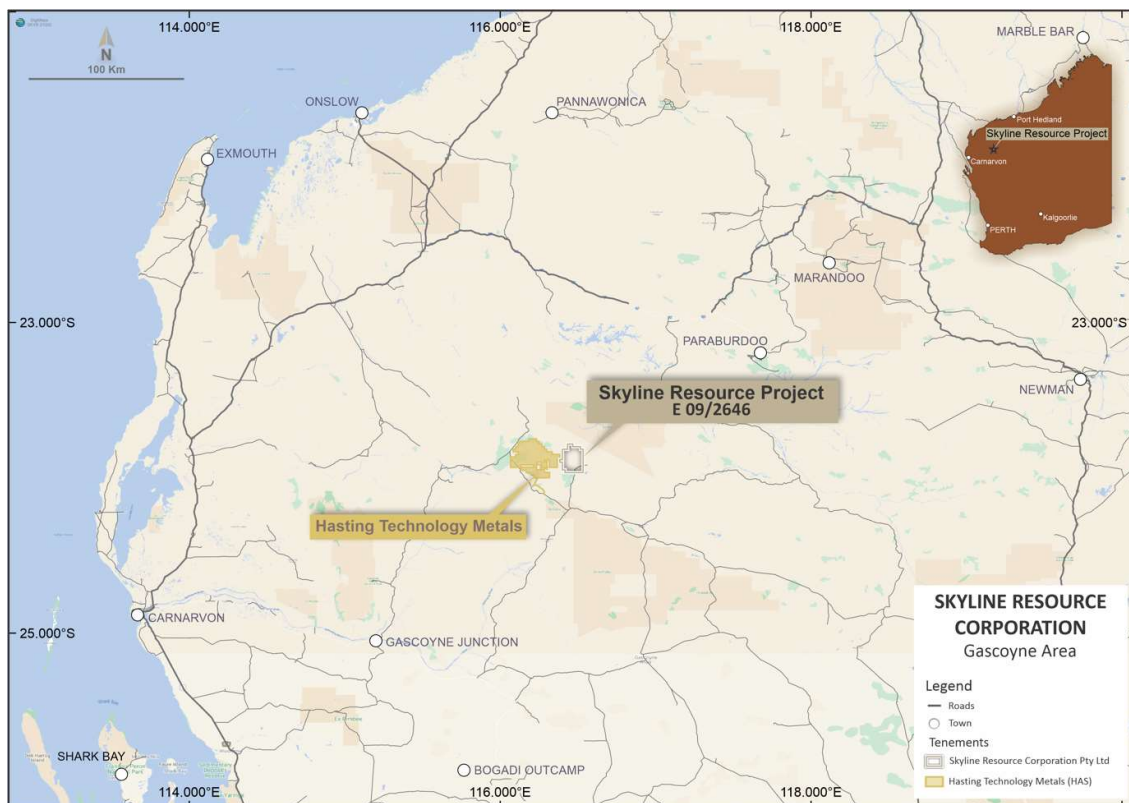 114.000°E
116.000°E
118.000°E
N
100 Km
MARBLE BAR
ONSLOW
PANNAWONICA
EXMOUTH
Port Hedland
Skyline Resource Project
Carnarvon
Kalgoorlie
PERTH
MARANDOO
23.000°S
23.000°S
PARABURDOO
NEWMAN
Skyline Resource Project
E 09/2646
Hasting Technology Metals
CARNARVON
25.000°S
GASCOYNE JUNCTION
SHARK BAY
BOGADI OUTCAMP
114.000°E
116.000°E
118.000°E
SKYLINE RESOURCE
CORPORATION
Gascoyne Area
Legend
Roads
Town
Tenements
Skyline Resource Corporation Pty Ltd
Hasting Technology Metals (HAS)